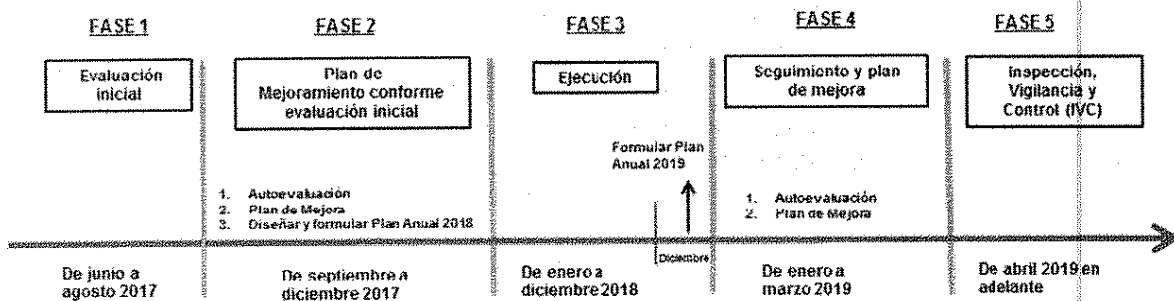 FASE 1
Evaluación
inicial
De junio a
agosto 2017
FASE 2
Plan de
Mejoramiento conforme
evaluación inicial
1. Autoevaluación
2. Plan de Mejora
3. Diseñar y formular Plan Anual 2018
De septiembre a
diciembre 2017
FASE 3
Ejecución
Formular Plan
Anual 2019
Diciembre
De enero a
diciembre 2018
FASE 4
Seguimiento y plan
de mejora
1. Autoevaluación
2. Plan de Mejora
De enero a
marzo 2019
FASE 5
Inspección,
Vigilancia y
Control (IVC)
De abril 2019 en
adelante